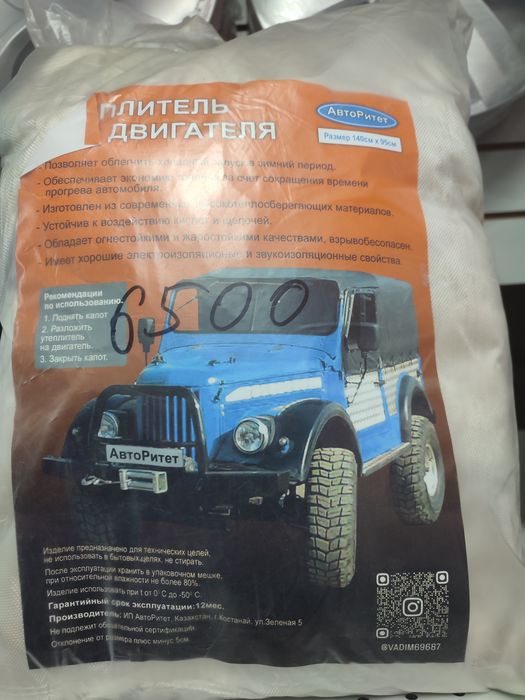 ПЛИТЕЛЬ
ДВИГАТЕЛЯ
АвтоРитет
Размер 140см x 95см
- Позволяет облегчить холодный запуск в зимний период.
- Обеспечивает экономию за счет сокращения времени
прогрева автомобиля.
- Изготовлен из современных, высокотеплосберегающих материалов.
- Устойчив к воздействию кислот и щелочей.
- Обладает огнестойкими и жаростойкими качествами, взрывобезопасен.
- Имеет хорошие электроизоляционные и звукоизоляционные свойства.
Рекомендации
по использованию:
1. Поднять капот
2. Разложить
утеплитель
на двигатель.
3. Закрыть капот.
6500
АвтоРитет
Изделие предназначено для технических целей,
не использовать в бытовых целях, не стирать.
После эксплуатации хранить в упаковочном мешке,
при относительной влажности не более 80%.
Изделие использовать при t от 0˚С до -50˚С.
Гарантийный срок эксплуатации:12мес.
Производитель: ИП АвтоРитет, Казахстан, г.Костанай, ул.Зеленая 5
Не подлежит обязательной сертификации.
Отклонение от размера плюс минус 5см.
@VADIM69687